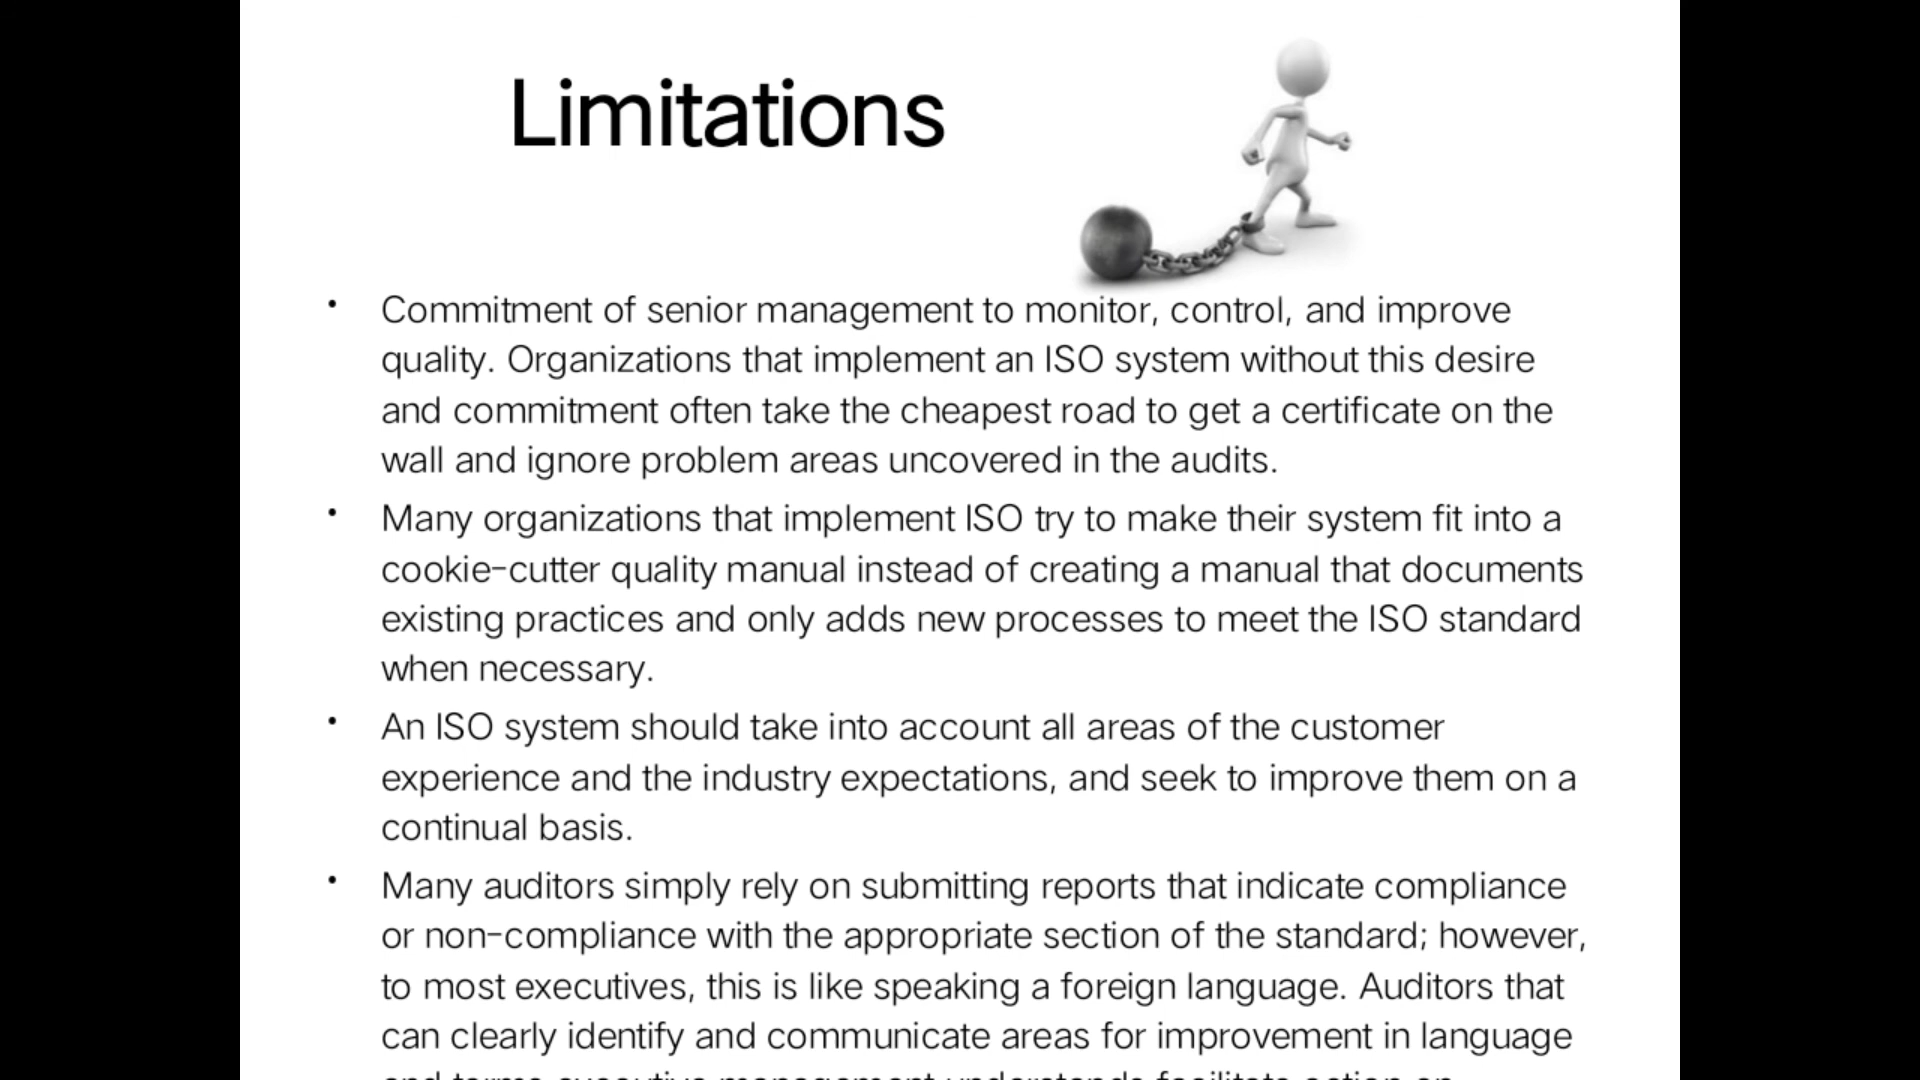 Limitations
• Commitment of senior management to monitor, control, and improve
quality. Organizations that implement an ISO system without this desire
and commitment often take the cheapest road to get a certificate on the
wall and ignore problem areas uncovered in the audits.
• Many organizations that implement ISO try to make their system fit into a
cookie-cutter quality manual instead of creating a manual that documents
existing practices and only adds new processes to meet the ISO standard
when necessary.
• An ISO system should take into account all areas of the customer
experience and the industry expectations, and seek to improve them on a
continual basis.
• Many auditors simply rely on submitting reports that indicate compliance
or non-compliance with the appropriate section of the standard; however,
to most executives, this is like speaking a foreign language. Auditors that
can clearly identify and communicate areas for improvement in language